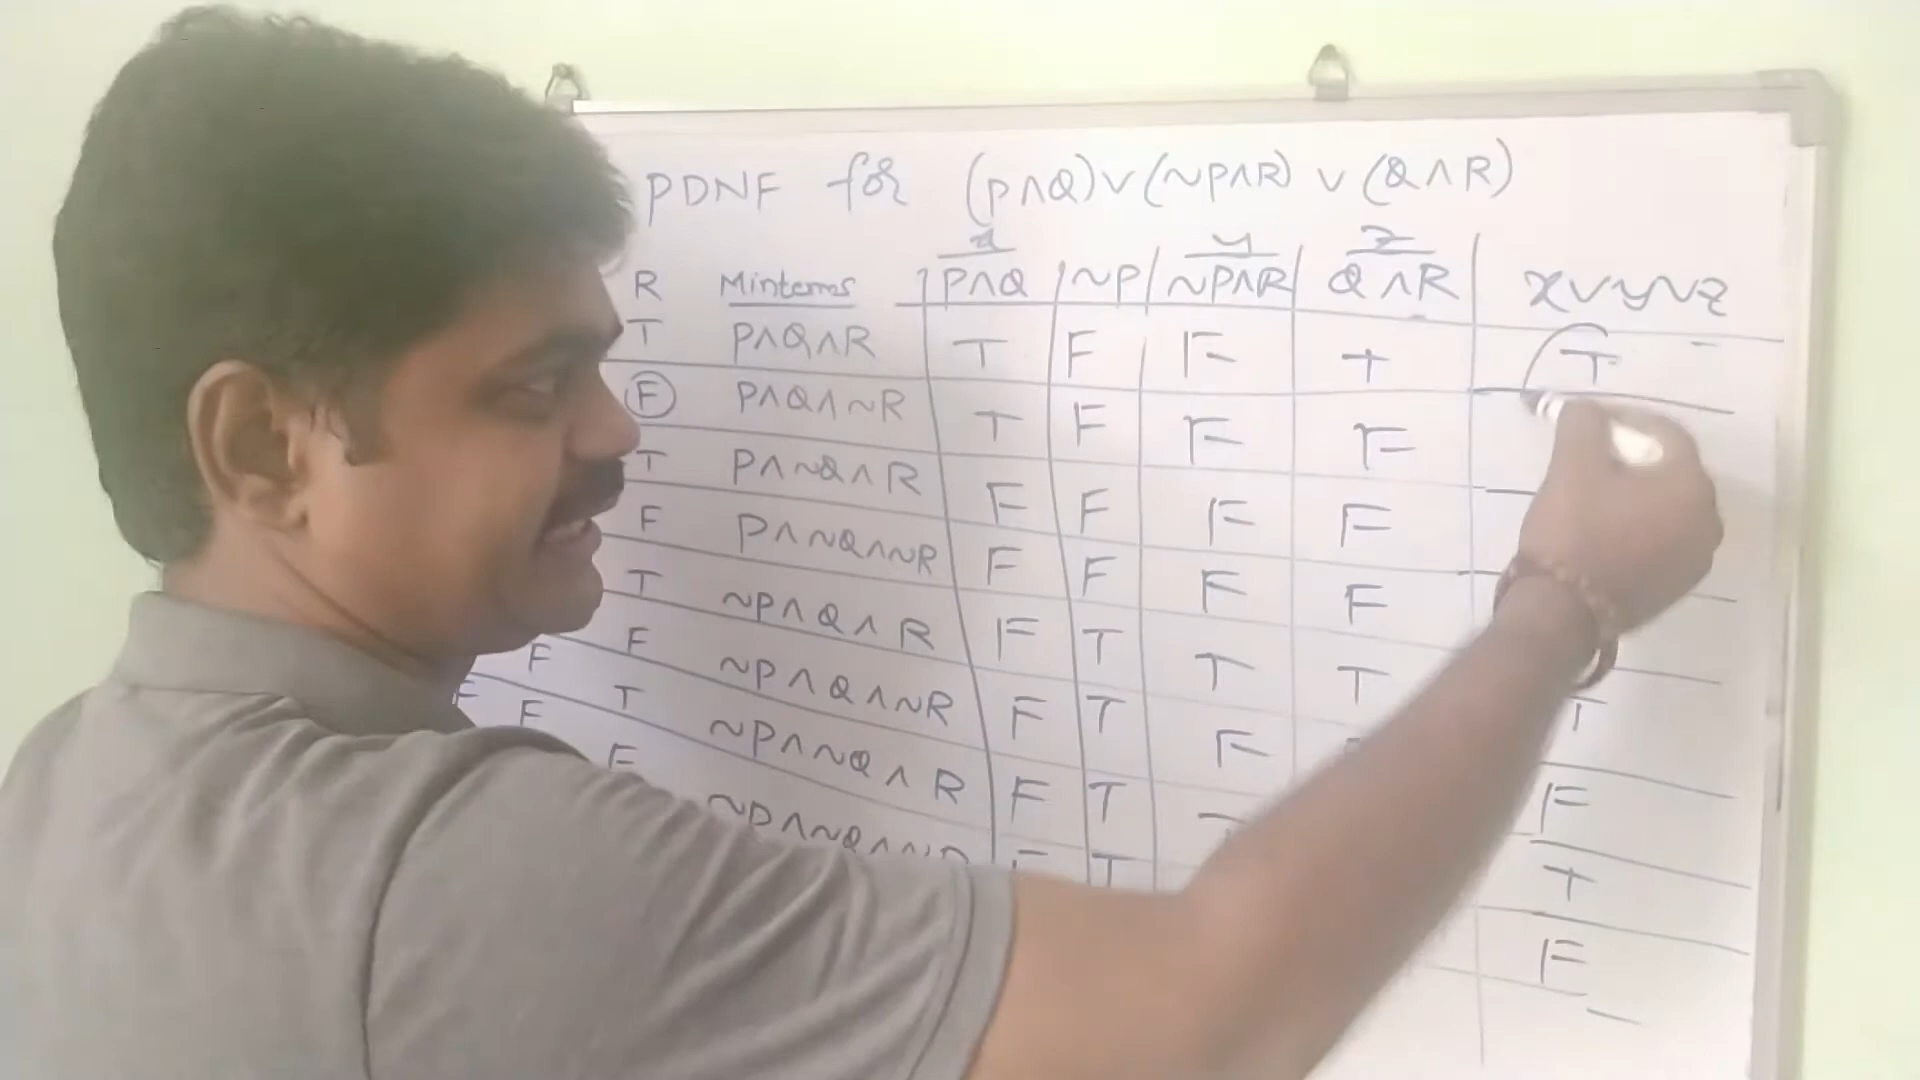 PDNF for (P∧Q)∨(~P∧R) ∨ (Q∧R)
x y z
R Minterms P∧Q ~P ~P∧R Q∧R x∨y∨z
T P∧Q∧R T F F T T
F P∧Q∧~R T F F F
T P∧~Q∧R F F F F
F P∧~Q∧~R F F F F
T ~P∧Q∧R F T T T T
F F ~P∧Q∧~R F T F F
F F T ~P∧~Q∧R F T T T
F ~P∧~Q∧~R F T F